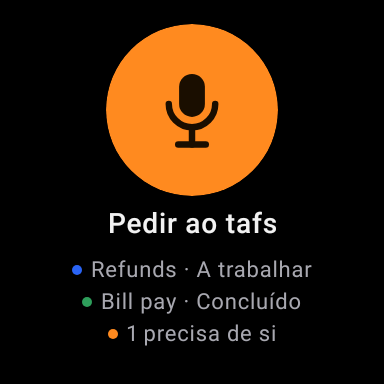 Pedir ao tafs
Refunds · A trabalhar
Bill pay · Concluído
1 precisa de si